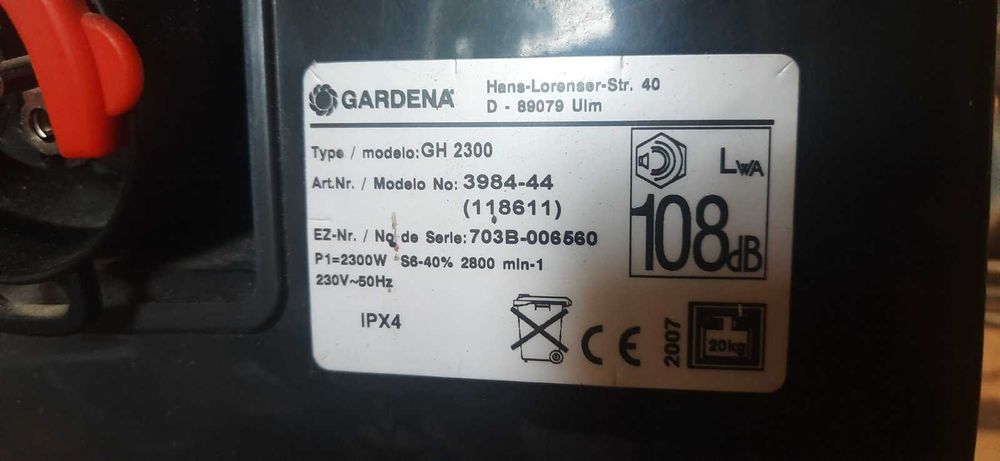 GARDENA
Hans-Lorenser-Str. 40
D - 89079 Ulm
Type / modelo: GH 2300
Art.Nr. / Modelo No: 3984-44
(118611)
EZ-Nr. / No de Serie: 703B-006560
P1=2300W S6-40% 2800 min-1
230V~50Hz
IPX4
LWA
108dB
CE
2007
20kg